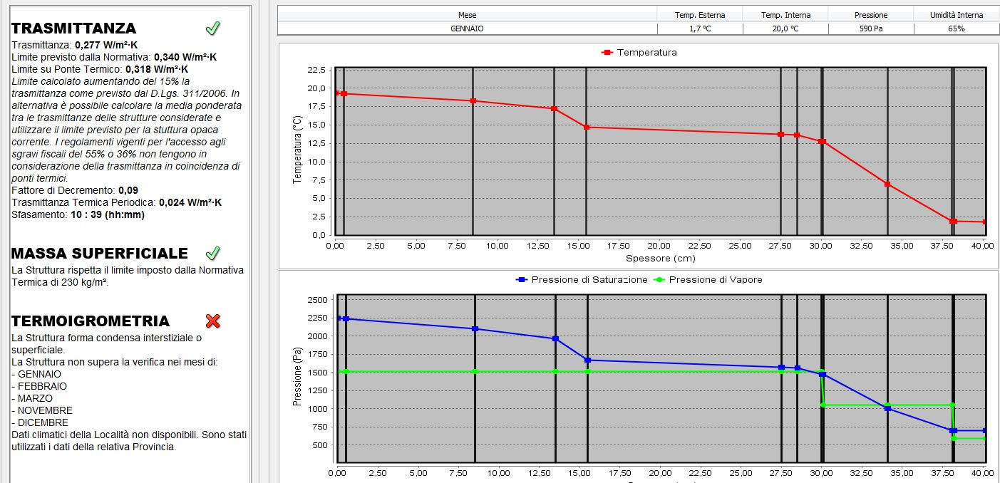 TRASMITTANZA
Trasmittanza: 0,277 W/m²·K
Limite previsto dalla Normativa: 0,340 W/m²·K
Limite su Ponte Termico: 0,318 W/m²·K
Limite calcolato aumentando del 15% la
trasmittanza come previsto dal D.Lgs. 311/2006. In
alternativa è possibile calcolare la media ponderata
tra le trasmittanze delle strutture considerate e
utilizzare il limite previsto per la stuttura opaca
corrente. I regolamenti vigenti per l'accesso agli
sgravi fiscali del 55% o 36% non tengono in
considerazione della trasmittanza in coincidenza di
ponti termici.
Fattore di Decremento: 0,09
Trasmittanza Termica Periodica: 0,024 W/m²·K
Sfasamento: 10 : 39 (hh:mm)
MASSA SUPERFICIALE
La Struttura rispetta il limite imposto dalla Normativa
Termica di 230 kg/m².
TERMOIGROMETRIA
La Struttura forma condensa interstiziale o
superficiale.
La Struttura non supera la verifica nei mesi di:
- GENNAIO
- FEBBRAIO
- MARZO
- NOVEMBRE
- DICEMBRE
Dati climatici della Località non disponibili. Sono stati
utilizzati i dati della relativa Provincia.
Mese Temp. Esterna Temp. Interna Pressione Umidità Interna
GENNAIO 1,7 °C 20,0 °C 590 Pa 65%
Temperatura
Temperatura (°C)
22,5
20,0
17,5
15,0
12,5
10,0
7,5
5,0
2,5
0,0
0,00 2,50 5,00 7,50 10,00 12,50 15,00 17,50 20,00 22,50 25,00 27,50 30,00 32,50 35,00 37,50 40,00
Spessore (cm)
Pressione di Saturazione Pressione di Vapore
Pressione (Pa)
2500
2250
2000
1750
1500
1250
1000
750
500
0,00 2,50 5,00 7,50 10,00 12,50 15,00 17,50 20,00 22,50 25,00 27,50 30,00 32,50 35,00 37,50 40,00